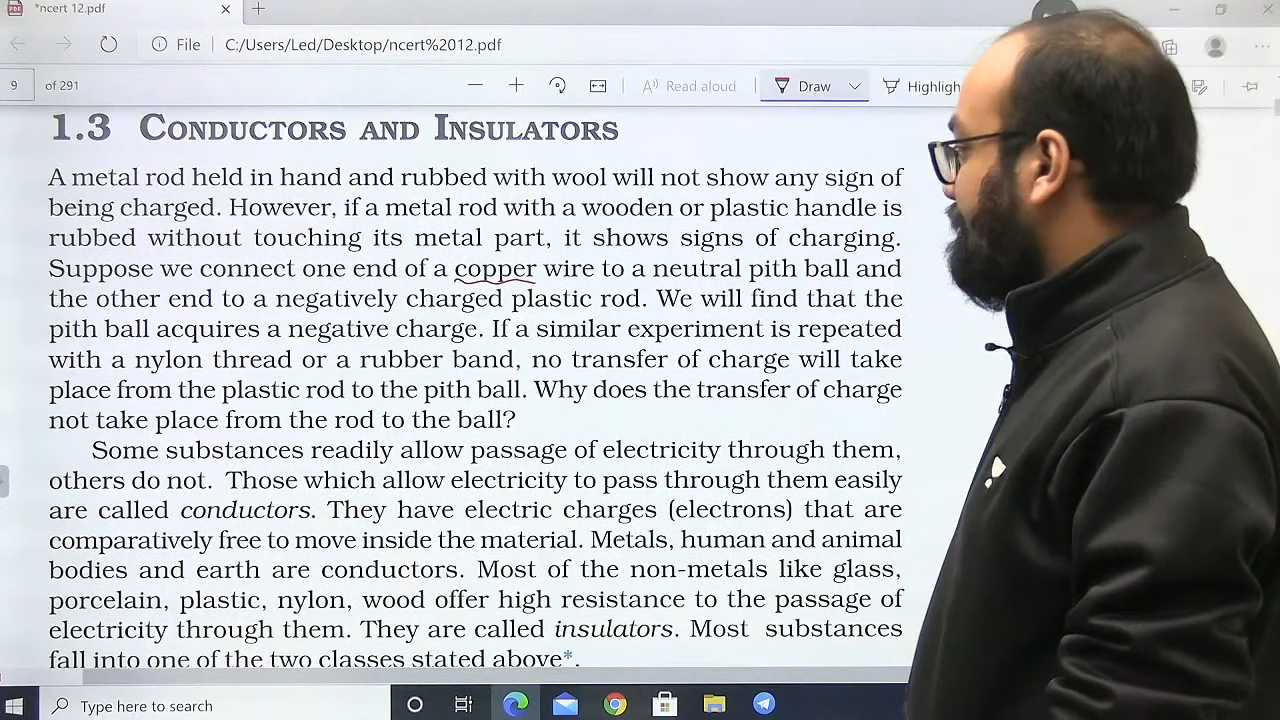 *ncert 12.pdf
File
C:/Users/Led/Desktop/ncert%2012.pdf
9 of 291
Read aloud
Draw
Highligh
1.3 CONDUCTORS AND INSULATORS
A metal rod held in hand and rubbed with wool will not show any sign of
being charged. However, if a metal rod with a wooden or plastic handle is
rubbed without touching its metal part, it shows signs of charging.
Suppose we connect one end of a copper wire to a neutral pith ball and
the other end to a negatively charged plastic rod. We will find that the
pith ball acquires a negative charge. If a similar experiment is repeated
with a nylon thread or a rubber band, no transfer of charge will take
place from the plastic rod to the pith ball. Why does the transfer of charge
not take place from the rod to the ball?
Some substances readily allow passage of electricity through them,
others do not. Those which allow electricity to pass through them easily
are called conductors. They have electric charges (electrons) that are
comparatively free to move inside the material. Metals, human and animal
bodies and earth are conductors. Most of the non-metals like glass,
porcelain, plastic, nylon, wood offer high resistance to the passage of
electricity through them. They are called insulators. Most substances
fall into one of the two classes stated above*.
Type here to search